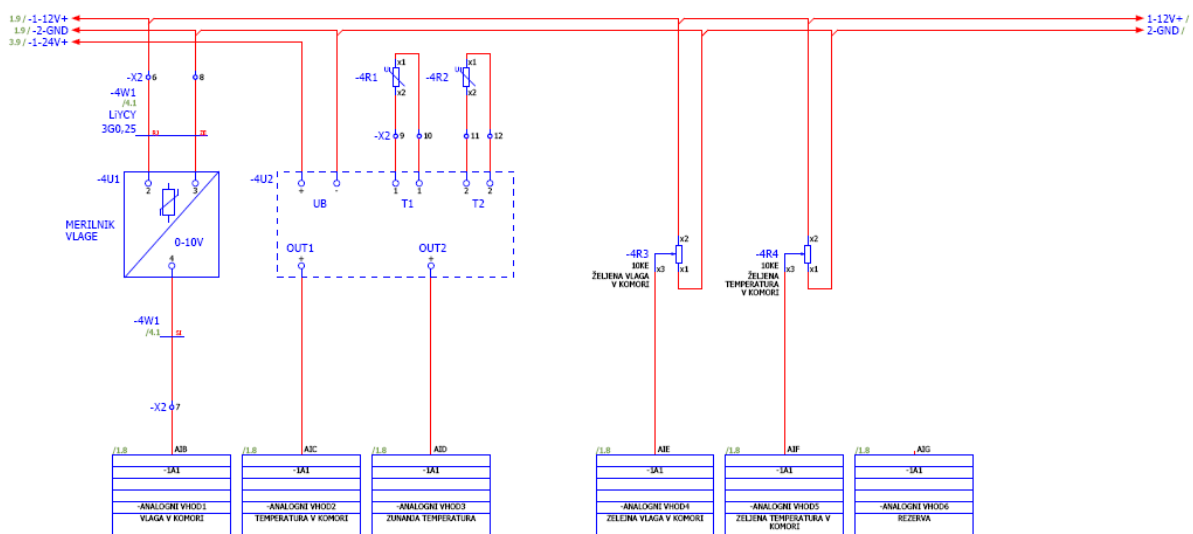 1.9 / -1-12V+
1-12V+ /
1.9 / -2-GND
2-GND /
3.9 / -1-24V+
-X2 6
8
-4W1
/4.1
LiYCY
3G0,25
-4R1
x1
x2
-4R2
x1
x2
-X2 9
10
11
12
-4U1
2
3
MERILNIK
VLAGE
0-10V
4
-4U2
+
-
UB
1
1
T1
2
2
T2
OUT1
+
OUT2
+
-4R3
10KE
ŽELJENA VLAGA
V KOMORI
x2
x1
x3
-4R4
10KE
ŽELJENA
TEMPERATURA
V KOMORI
x2
x1
x3
-4W1
/4.1
-X2 7
/1.8
AIB
-1A1
-ANALOGNI VHOD1
VLAGA V KOMORI
/1.8
AIC
-1A1
-ANALOGNI VHOD2
TEMPERATURA V KOMORI
/1.8
AID
-1A1
-ANALOGNI VHOD3
ZUNANJA TEMPERATURA
/1.8
AIE
-1A1
-ANALOGNI VHOD4
ZELEJNA VLAGA V KOMORI
/1.8
AIF
-1A1
-ANALOGNI VHOD5
ZELJENA TEMPERATURA V
KOMORI
/1.8
AIG
-1A1
-ANALOGNI VHOD6
REZERVA